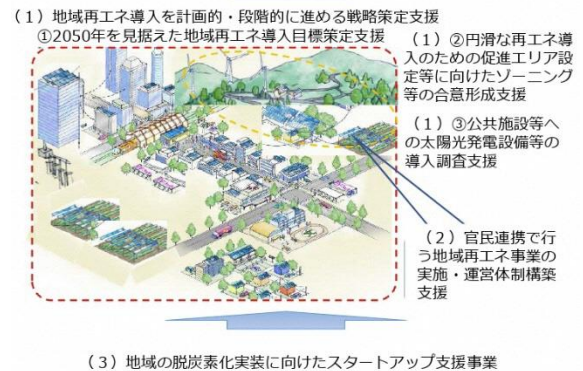 （１）地域再エネ導入を計画的・段階的に進める戦略策定支援
①2050年を見据えた地域再エネ導入目標策定支援
（１）②円滑な再エネ導
入のための促進エリア設
定等に向けたゾーニング
等の合意形成支援
（１）③公共施設等へ
の太陽光発電設備等の
導入調査支援
（２）官民連携で行
う地域再エネ事業の
実施・運営体制構築
支援
（３）地域の脱炭素化実装に向けたスタートアップ支援事業